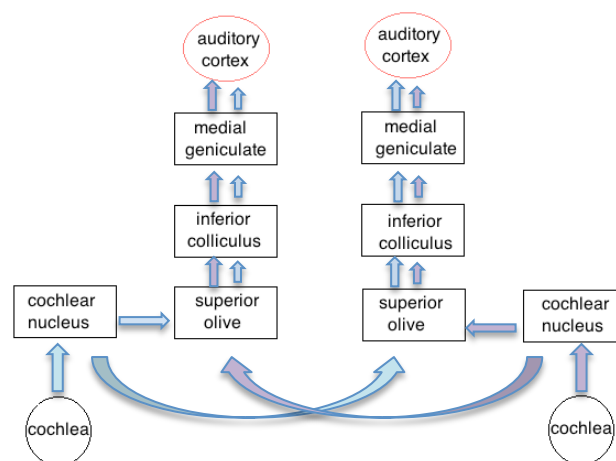 auditory
cortex
auditory
cortex
medial
geniculate
medial
geniculate
inferior
colliculus
inferior
colliculus
cochlear
nucleus
superior
olive
superior
olive
cochlear
nucleus
cochlea
cochlea